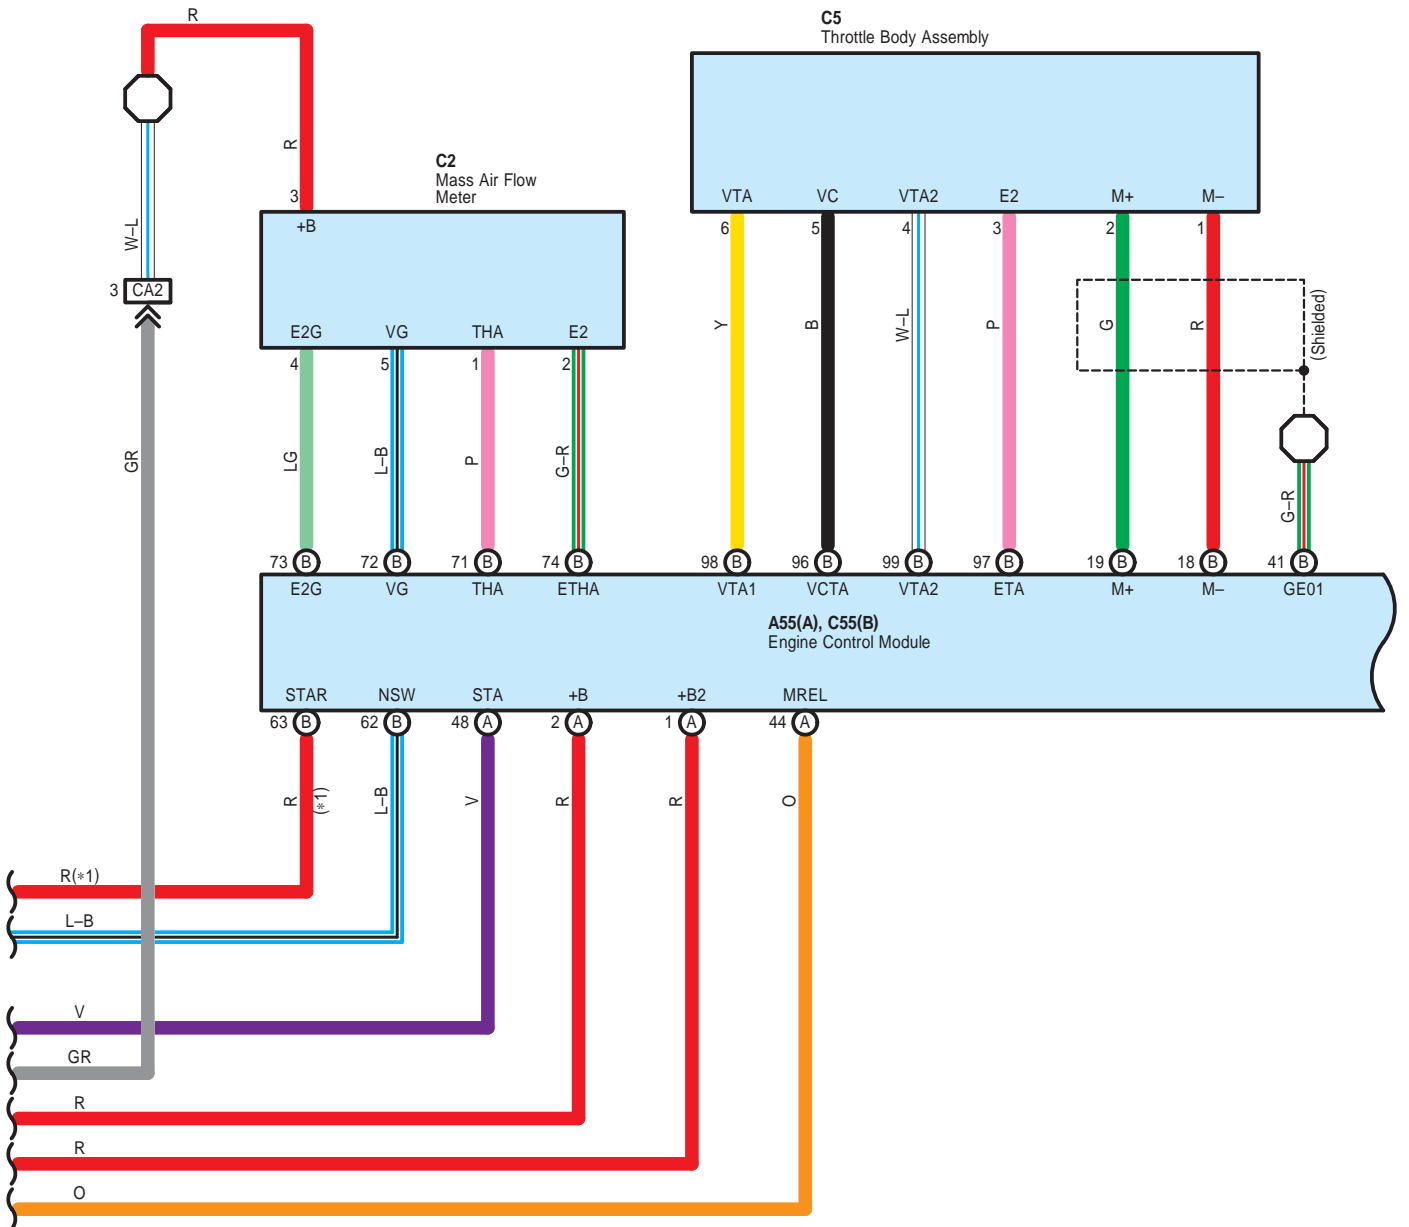 R
C5
Throttle Body Assembly
R
C2
Mass Air Flow
Meter
3
+B
VTA VC VTA2 E2 M+ M–
6 5 4 3 2 1
W–L
3 CA2
(Shielded)
Y B W–L P G R
E2G VG THA E2
4 5 1 2
GR
LG L–B P G–R
G–R
73 B 72 B 71 B 74 B 98 B 96 B 99 B 97 B 19 B 18 B 41 B
E2G VG THA ETHA VTA1 VCTA VTA2 ETA M+ M– GE01
A55(A), C55(B)
Engine Control Module
STAR NSW STA +B +B2 MREL
63 B 62 B 48 A 2 A 1 A 44 A
R (*1) L–B V R R O
R(*1)
L–B
V
GR
R
R
O